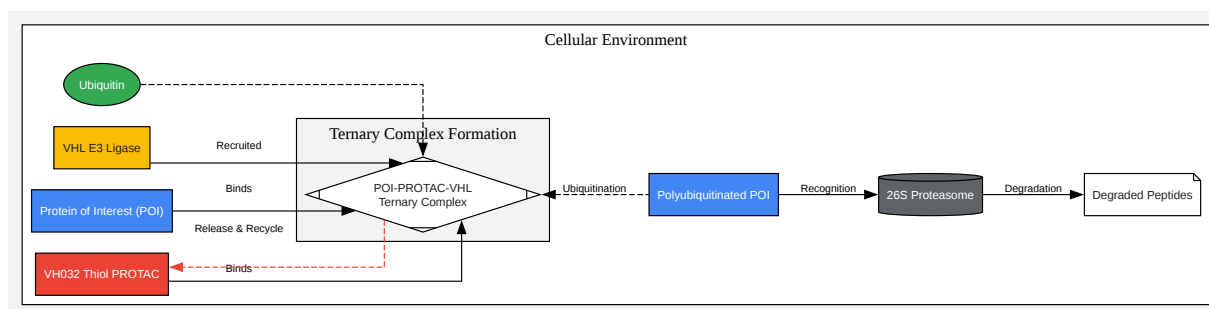 Cellular Environment
Ubiquitin
Ternary Complex Formation
VHL E3 Ligase
Recruited
POI-PROTAC-VHL
Ternary Complex
Binds
Protein of Interest (POI)
Ubiquitination
Polyubiquitinated POI
Recognition
26S Proteasome
Degradation
Degraded Peptides
Release & Recycle
VH032 Thiol PROTAC
Binds